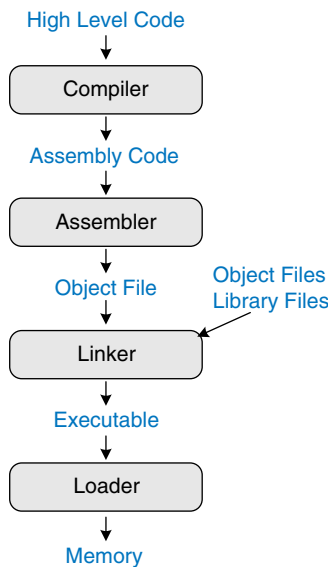 High Level Code
Compiler
Assembly Code
Assembler
Object File
Object Files
Library Files
Linker
Executable
Loader
Memory